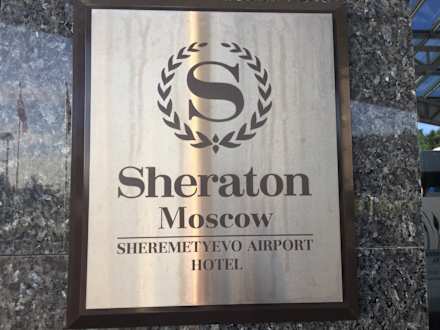 S
Sheraton
Moscow
SHEREMETYEVO AIRPORT
HOTEL